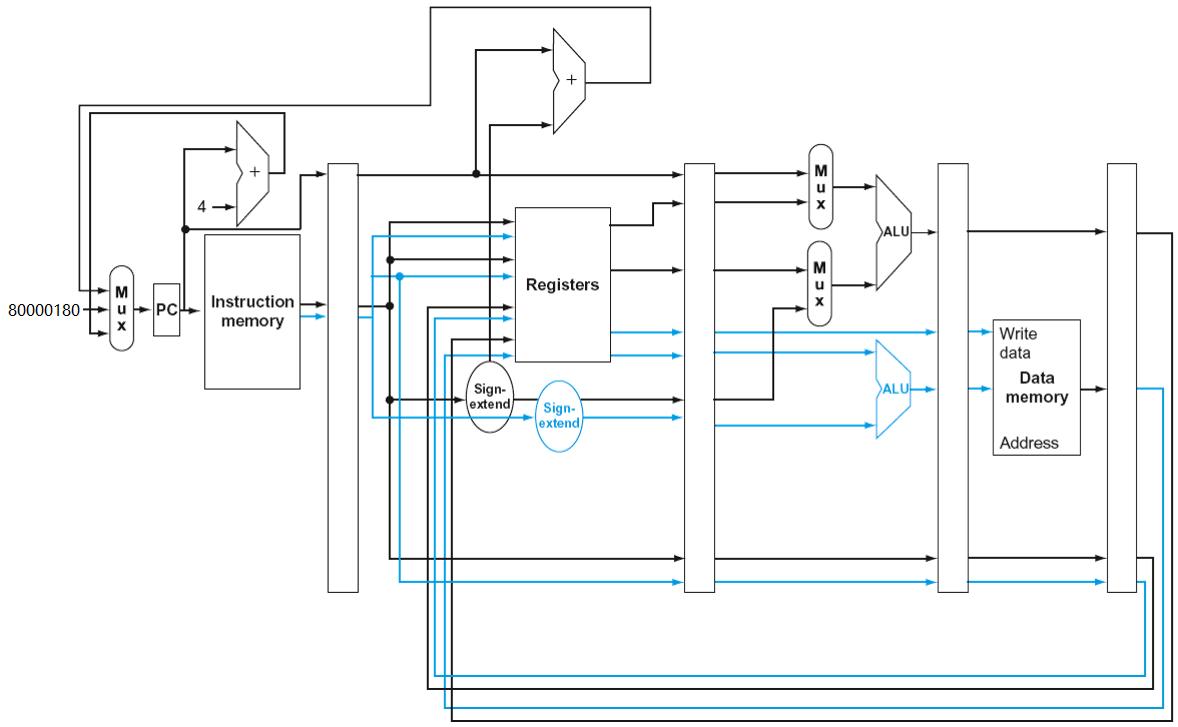 +
+
4
M
u
x
ALU
80000180
M
u
x
PC
Instruction
memory
Registers
M
u
x
Write
data
Data
memory
Address
ALU
Sign-
extend
Sign-
extend